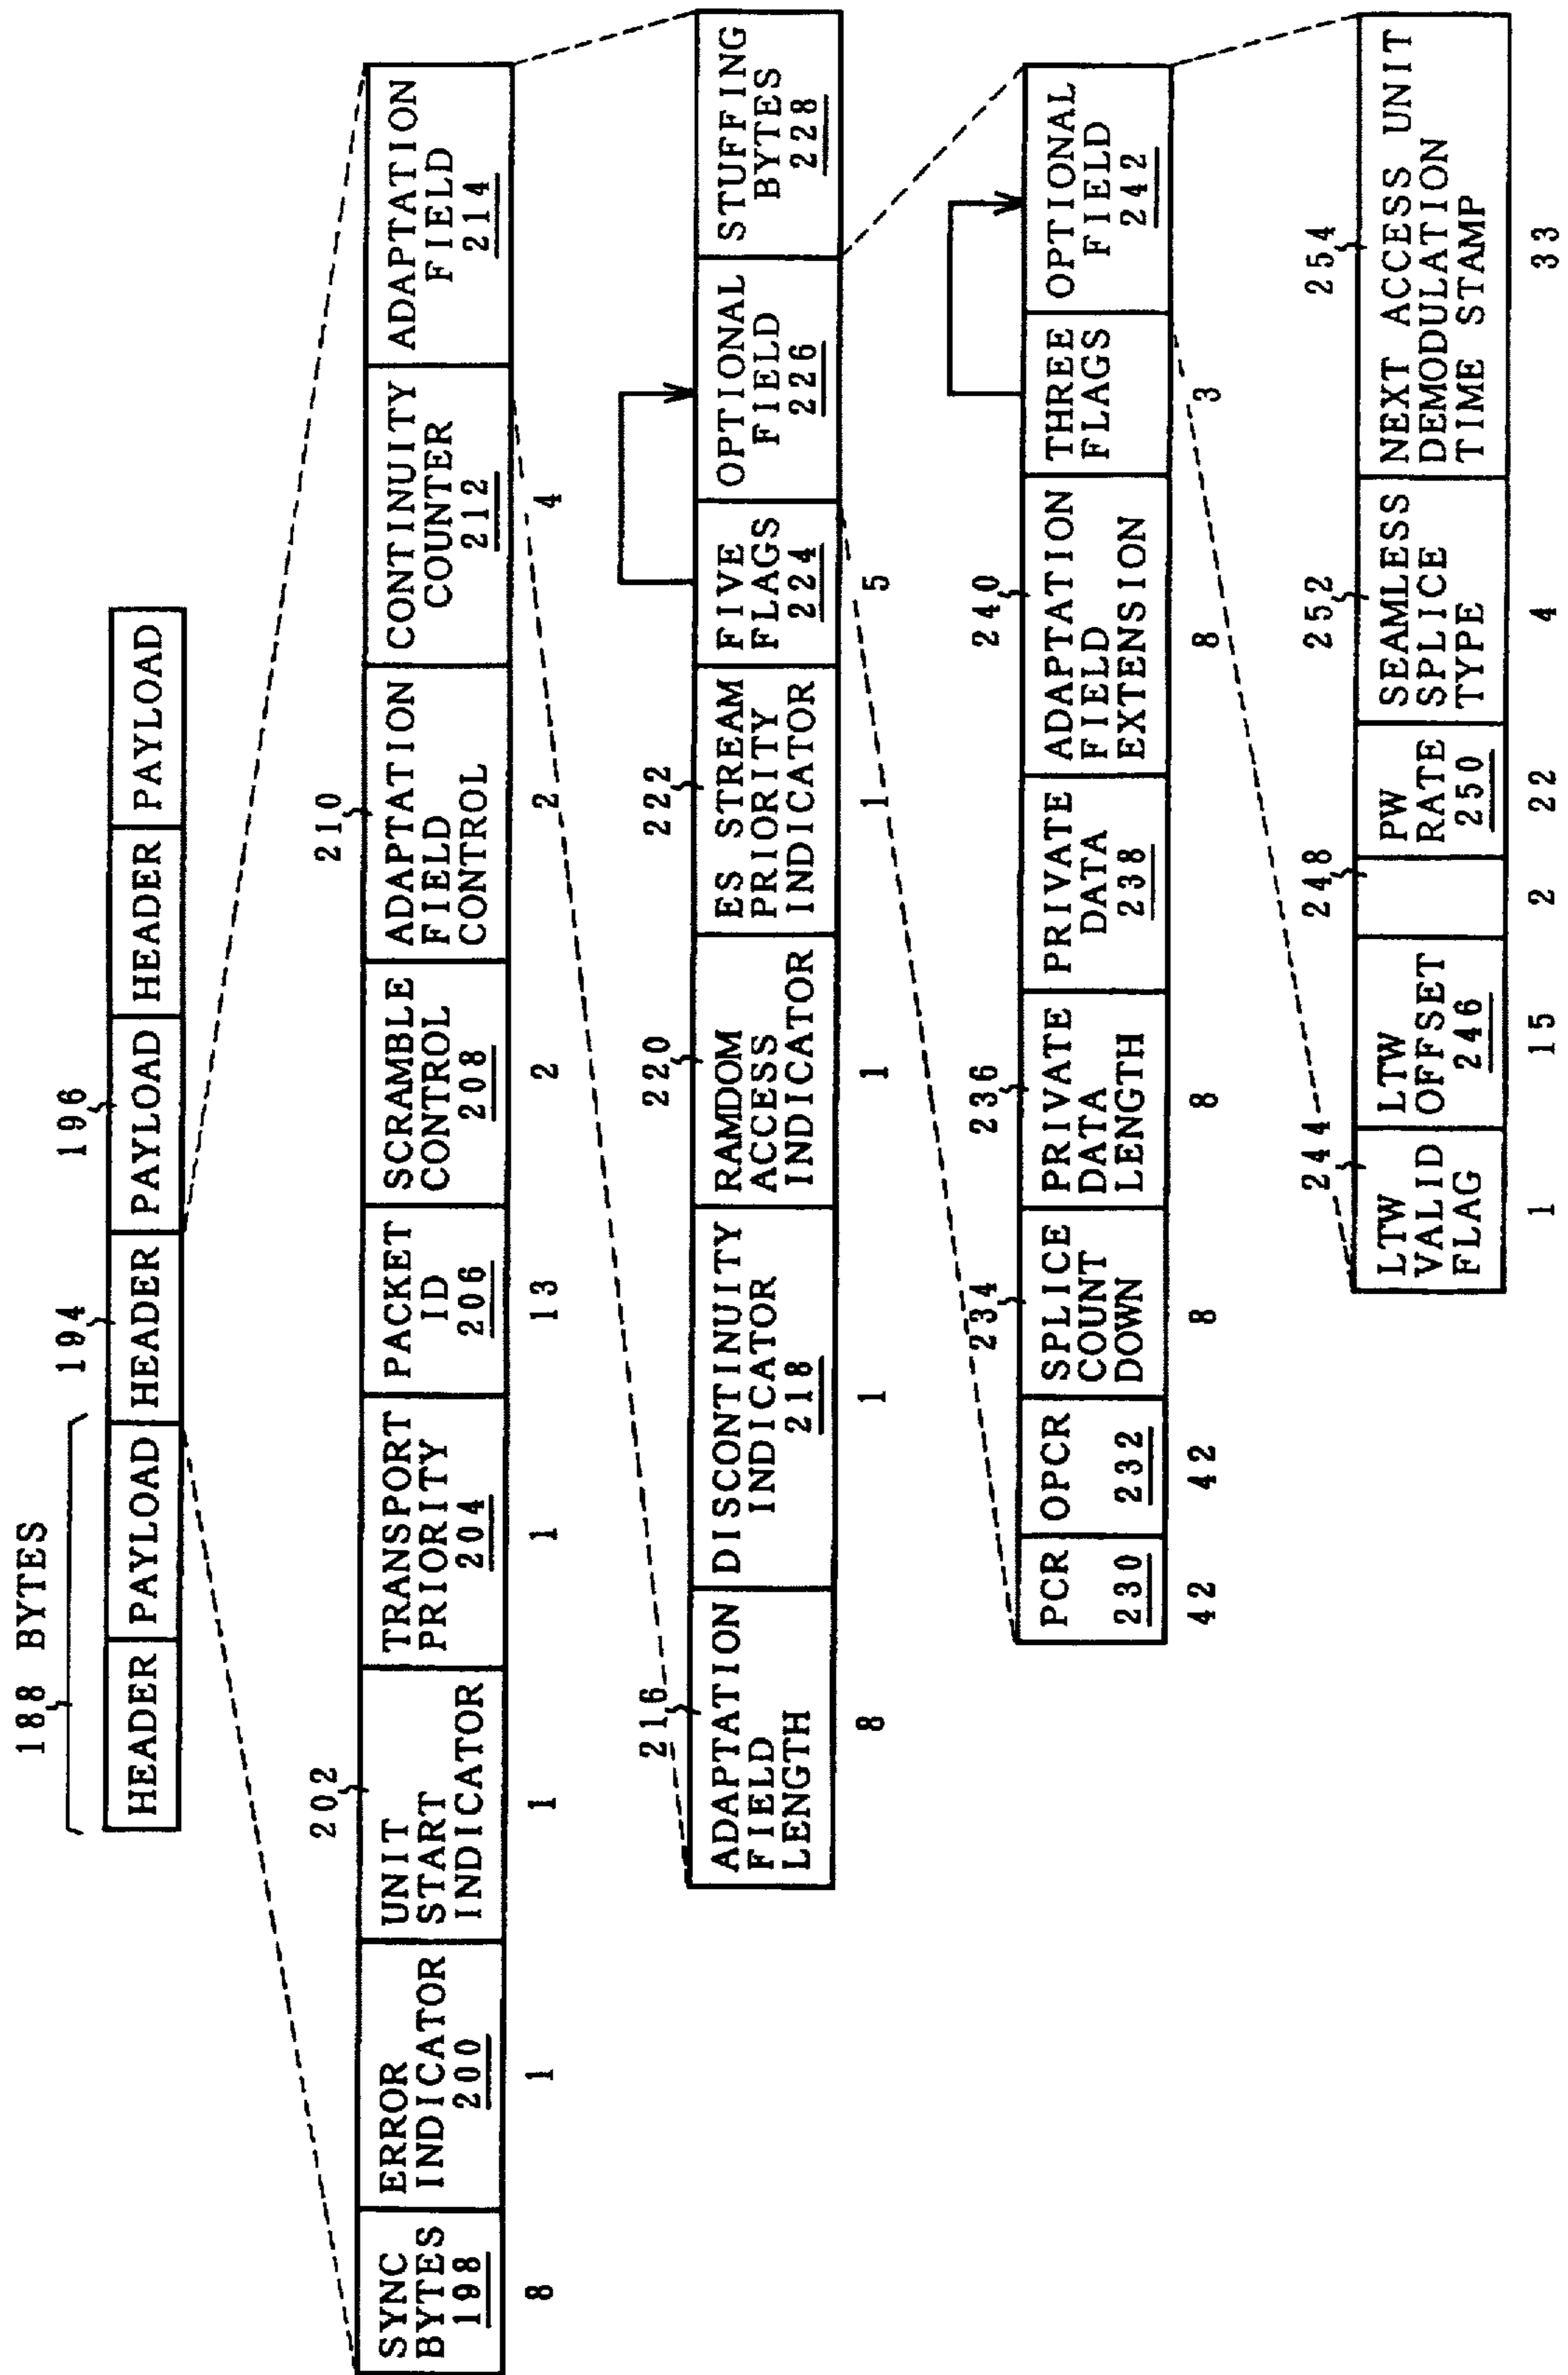 188 BYTES
194
196
HEADER
PAYLOAD
HEADER
PAYLOAD
HEADER
PAYLOAD
202
210
SYNC
BYTES
198
ERROR
INDICATOR
200
UNIT
START
INDICATOR
TRANSPORT
PRIORITY
204
PACKET
ID
206
SCRAMBLE
CONTROL
208
ADAPTATION
FIELD
CONTROL
CONTINUITY
COUNTER
212
ADAPTATION
FIELD
214
8
1
1
1
13
2
2
4
216
220
222
ADAPTATION
FIELD
LENGTH
DISCONTINUITY
INDICATOR
218
RAMDOM
ACCESS
INDICATOR
ES STREAM
PRIORITY
INDICATOR
FIVE
FLAGS
224
OPTIONAL
FIELD
226
STUFFING
BYTES
228
8
1
1
1
5
234
236
240
PCR
230
OPCR
232
SPLICE
COUNT
DOWN
PRIVATE
DATA
LENGTH
PRIVATE
DATA
238
ADAPTATION
FIELD
EXTENSION
THREE
FLAGS
OPTIONAL
FIELD
242
42
42
8
8
8
3
244
248
252
254
LTW
VALID
FLAG
LTW
OFFSET
246
PW
RATE
250
SEAMLESS
SPLICE
TYPE
NEXT ACCESS UNIT
DEMODULATION
TIME STAMP
1
15
2
22
4
33